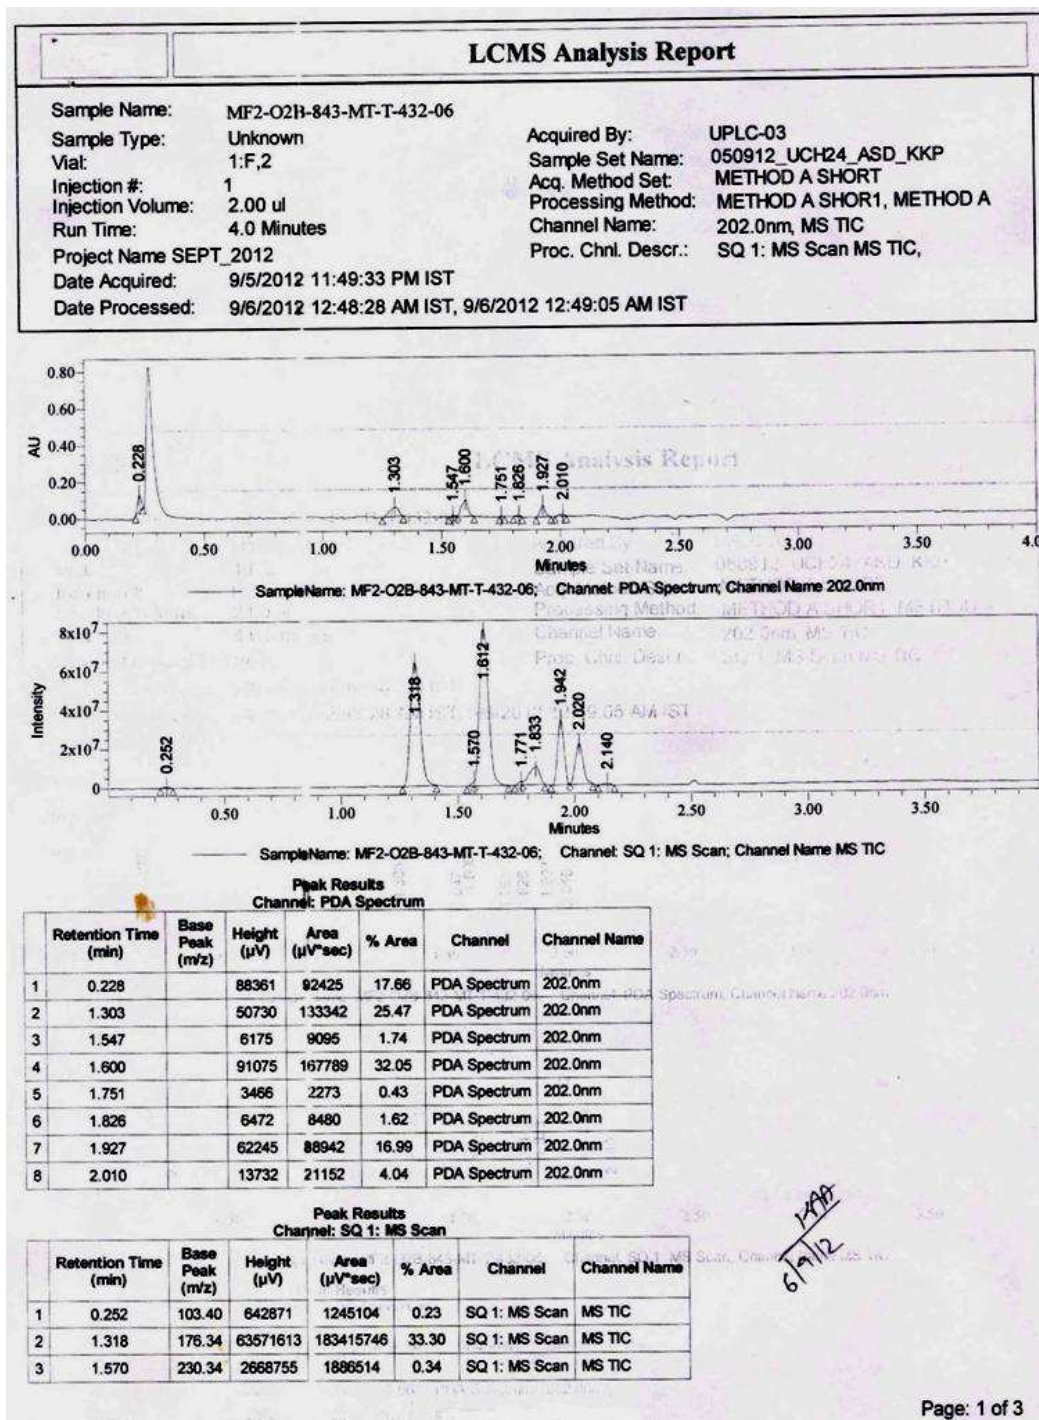 LCMS Analysis Report
Sample Name: MF2-O2B-843-MT-T-432-06
Sample Type: Unknown
Vial: 1:F,2
Injection #: 1
Injection Volume: 2.00 ul
Run Time: 4.0 Minutes
Project Name SEPT_2012
Date Acquired: 9/5/2012 11:49:33 PM IST
Date Processed: 9/6/2012 12:48:28 AM IST, 9/6/2012 12:49:05 AM IST
Acquired By: UPLC-03
Sample Set Name: 050912_UCH24_ASD_KKP
Acq. Method Set: METHOD A SHORT
Processing Method: METHOD A SHOR1, METHOD A
Channel Name: 202.0nm, MS TIC
Proc. Chnl. Descr.: SQ 1: MS Scan MS TIC,
AU
0.80
0.60
0.40
0.20
0.00
0.228
1.303
1.547
1.600
1.751
1.826
1.927
2.010
0.00 0.50 1.00 1.50 2.00 2.50 3.00 3.50 4.0
Minutes
SampleName: MF2-O2B-843-MT-T-432-06; Channel: PDA Spectrum; Channel Name 202.0nm
Intensity
8x10^7
6x10^7
4x10^7
2x10^7
0
0.252
1.318
1.570
1.612
1.771
1.833
1.942
2.020
2.140
0.50 1.00 1.50 2.00 2.50 3.00 3.50
Minutes
SampleName: MF2-O2B-843-MT-T-432-06; Channel: SQ 1: MS Scan; Channel Name MS TIC
Peak Results
Channel: PDA Spectrum
Retention Time (min) Base Peak (m/z) Height (µV) Area (µV*sec) % Area Channel Channel Name
1 0.228 88361 92425 17.66 PDA Spectrum 202.0nm
2 1.303 50730 133342 25.47 PDA Spectrum 202.0nm
3 1.547 6175 9095 1.74 PDA Spectrum 202.0nm
4 1.600 91075 167789 32.05 PDA Spectrum 202.0nm
5 1.751 3466 2273 0.43 PDA Spectrum 202.0nm
6 1.826 6472 8480 1.62 PDA Spectrum 202.0nm
7 1.927 62245 88942 16.99 PDA Spectrum 202.0nm
8 2.010 13732 21152 4.04 PDA Spectrum 202.0nm
Peak Results
Channel: SQ 1: MS Scan
Retention Time (min) Base Peak (m/z) Height (µV) Area (µV*sec) % Area Channel Channel Name
1 0.252 103.40 642871 1245104 0.23 SQ 1: MS Scan MS TIC
2 1.318 176.34 63571613 183415746 33.30 SQ 1: MS Scan MS TIC
3 1.570 230.34 2668755 1886514 0.34 SQ 1: MS Scan MS TIC
6/9/12
Page: 1 of 3